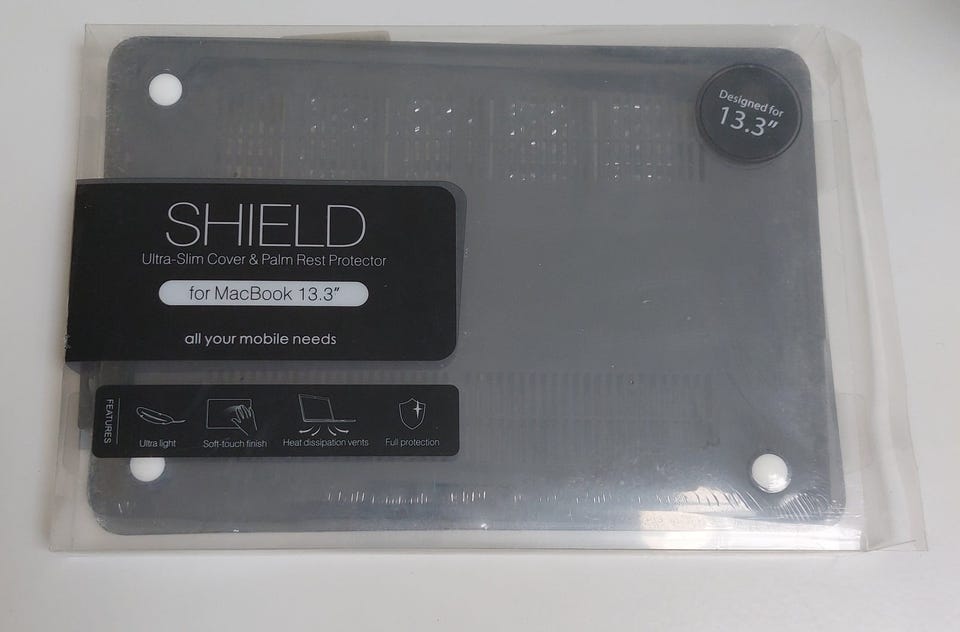 Designed for
13.3"
SHIELD
Ultra-Slim Cover & Palm Rest Protector
for MacBook 13.3"
all your mobile needs
FEATURES
Ultra light
Soft-touch finish
Heat dissipation vents
Full protection